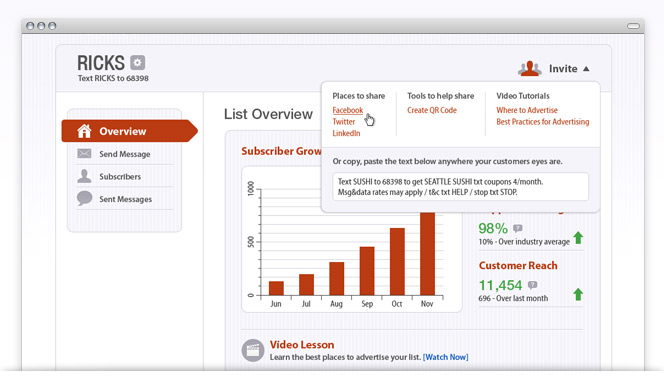 RICKS
Text RICKS to 68398
Invite
Places to share
Facebook
Twitter
LinkedIn
Tools to help share
Create QR Code
Video Tutorials
Where to Advertise
Best Practices for Advertising
Or copy, paste the text below anywhere your customers eyes are.
Text SUSHI to 68398 to get SEATTLE SUSHI txt coupons 4/month.
Msg&data rates may apply / t&c txt HELP / stop txt STOP.
Overview
Send Message
Subscribers
Sent Messages
List Overview
Subscriber Grow
1000
500
0
Jun Jul Aug Sep Oct Nov
98%
10% - Over industry average
Customer Reach
11,454
696 - Over last month
Video Lesson
Learn the best places to advertise your list. [Watch Now]